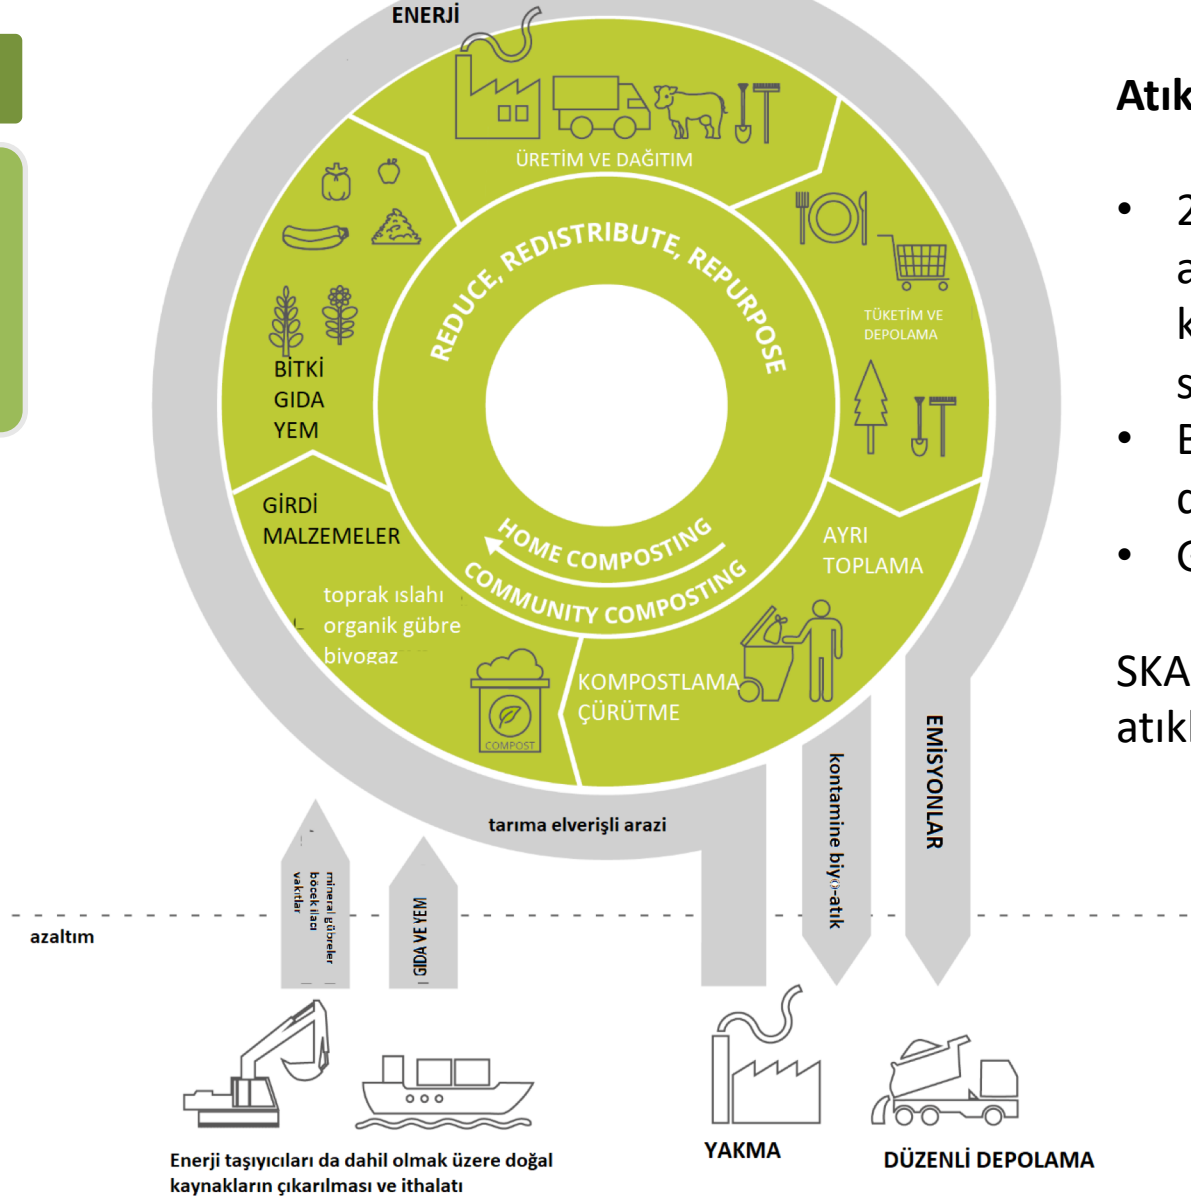 ENERJİ
ÜRETİM VE DAĞITIM
REDUCE, REDISTRIBUTE, REPURPOSE
TÜKETİM VE
DEPOLAMA
BİTKİ
GIDA
YEM
GİRDİ
MALZEMELER
HOME COMPOSTING
COMMUNITY COMPOSTING
AYRI
TOPLAMA
toprak ıslahı
organik gübre
biyogaz
KOMPOSTLAMA
ÇÜRÜTME
COMPOST
tarıma elverişli arazi
mineral gübreler
böcek ilacı
yakıtlar
GIDA VE YEM
kontamine biyo-atık
EMİSYONLAR
azaltım
YAKMA
DÜZENLİ DEPOLAMA
Enerji taşıyıcıları da dahil olmak üzere doğal
kaynakların çıkarılması ve ithalatı
Atık
• 2
a
k
s
•
•
SKA
atıkl